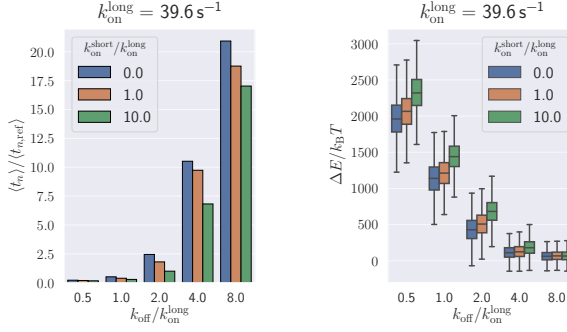 k_on^long = 39.6 s⁻¹
k_on^short/k_on^long
0.0
1.0
10.0
20.0
17.5
15.0
12.5
10.0
7.5
5.0
2.5
0.0
⟨t_n⟩/⟨t_n,ref⟩
0.5 1.0 2.0 4.0 8.0
k_off/k_on^long
k_on^long = 39.6 s⁻¹
k_on^short/k_on^long
0.0
1.0
10.0
3000
2500
2000
1500
1000
500
0
ΔE/k_BT
0.5 1.0 2.0 4.0 8.0
k_off/k_on^long